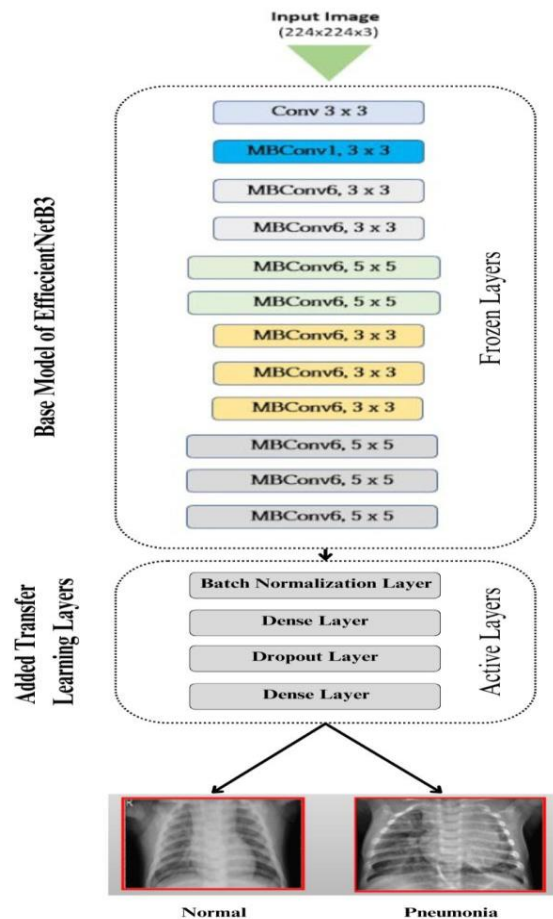 Input Image
(224x224x3)
Base Model of EffiecientNetB3
Conv 3 x 3
MBConv1, 3 x 3
MBConv6, 3 x 3
MBConv6, 3 x 3
MBConv6, 5 x 5
MBConv6, 5 x 5
MBConv6, 3 x 3
MBConv6, 3 x 3
MBConv6, 3 x 3
MBConv6, 5 x 5
MBConv6, 5 x 5
MBConv6, 5 x 5
Frozen Layers
Added Transfer
Learning Layers
Batch Normalization Layer
Dense Layer
Dropout Layer
Dense Layer
Active Layers
R
Normal
Pneumonia